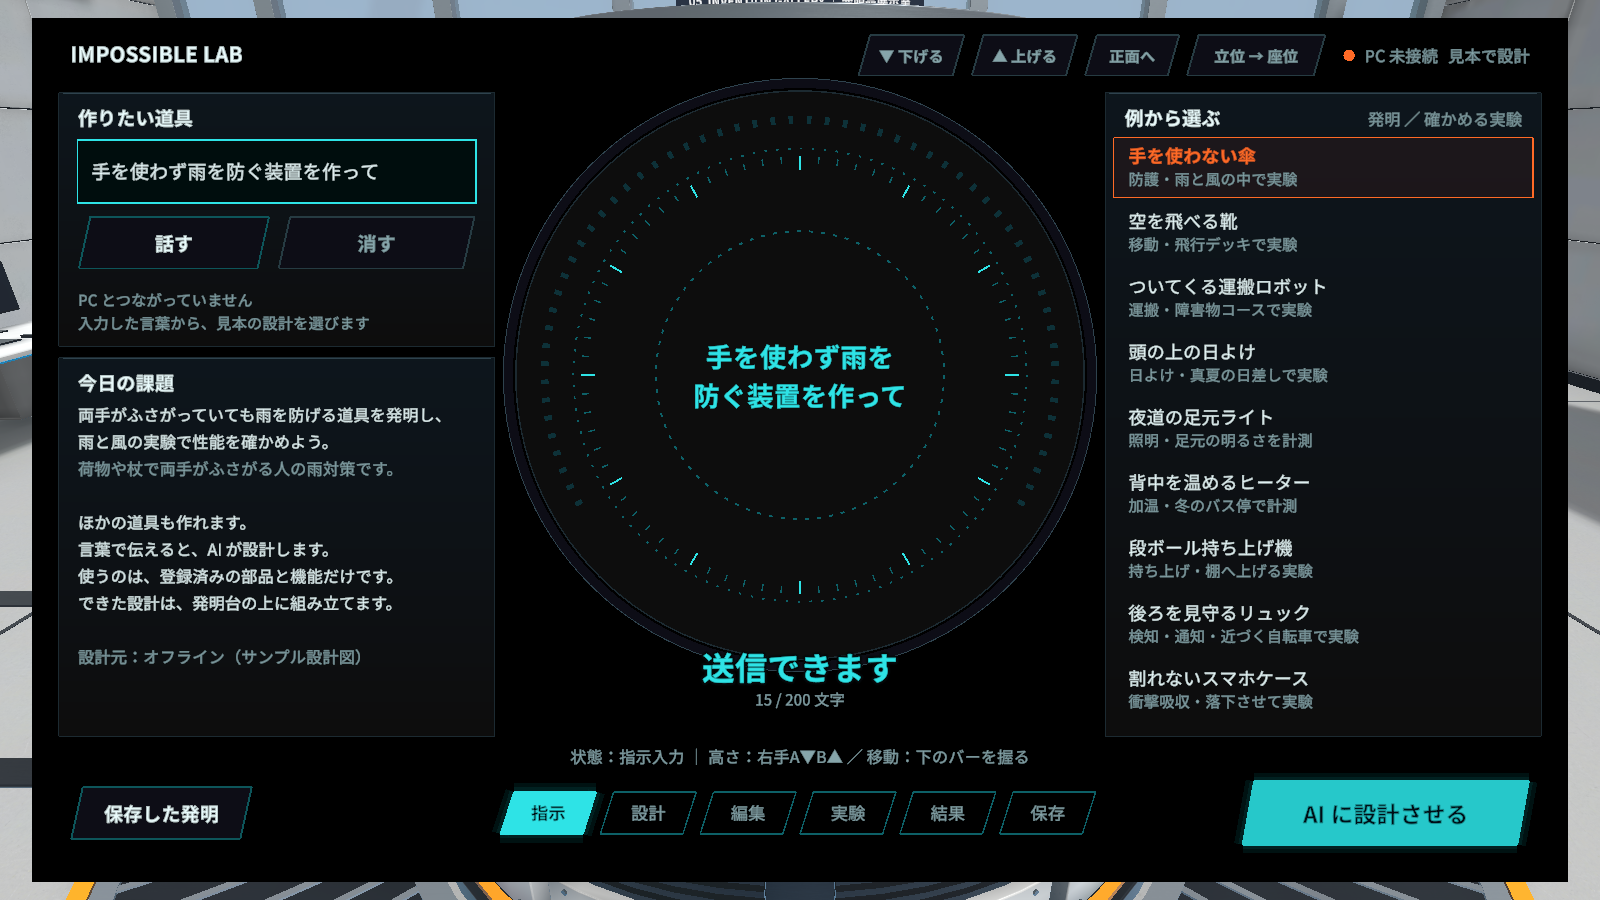 IMPOSSIBLE LAB
▼下げる
▲上げる
正面へ
立位→座位
PC 未接続 見本で設計
作りたい道具
手を使わず雨を防ぐ装置を作って
話す
消す
PC とつながっていません
入力した言葉から、見本の設計を選びます
今日の課題
両手がふさがっていても雨を防げる道具を発明し、
雨と風の実験で性能を確かめよう。
荷物や杖で両手がふさがる人の雨対策です。
ほかの道具も作れます。
言葉で伝えると、AI が設計します。
使うのは、登録済みの部品と機能だけです。
できた設計は、発明台の上に組み立てます。
設計元：オフライン（サンプル設計図）
手を使わず雨を
防ぐ装置を作って
送信できます
15 / 200 文字
例から選ぶ
発明 ／ 確かめる実験
手を使わない傘
防護・雨と風の中で実験
空を飛べる靴
移動・飛行デッキで実験
ついてくる運搬ロボット
運搬・障害物コースで実験
頭の上の日よけ
日よけ・真夏の日差しで実験
夜道の足元ライト
照明・足元の明るさを計測
背中を温めるヒーター
加温・冬のバス停で計測
段ボール持ち上げ機
持ち上げ・棚へ上げる実験
後ろを見守るリュック
検知・通知・近づく自転車で実験
割れないスマホケース
衝撃吸収・落下させて実験
状態：指示入力 ｜ 高さ：右手A▼B▲ ／ 移動：下のバーを握る
保存した発明
指示
設計
編集
実験
結果
保存
AI に設計させる